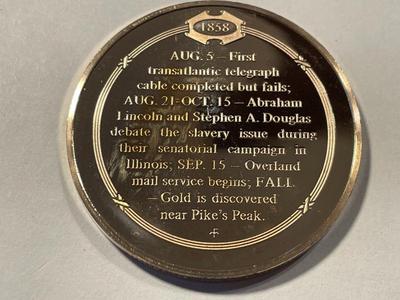 1858
AUG. 5 — First
transatlantic telegraph
cable completed but fails;
AUG. 21-OCT. 15 — Abraham
Lincoln and Stephen A. Douglas
debate the slavery issue during
their senatorial campaign in
Illinois; SEP. 15 — Overland
mail service begins; FALL
— Gold is discovered
near Pike's Peak.